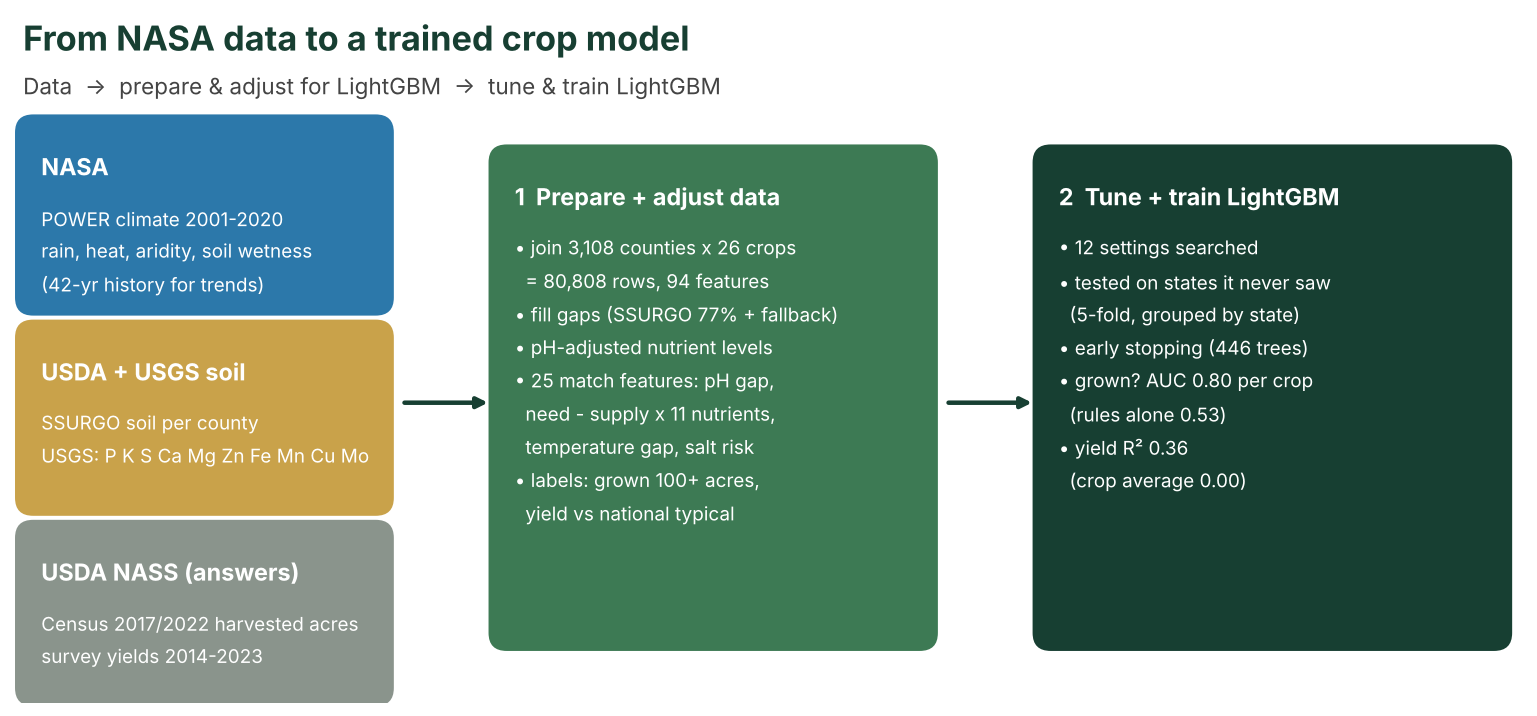 From NASA data to a trained crop model
Data → prepare & adjust for LightGBM → tune & train LightGBM
NASA
POWER climate 2001-2020
rain, heat, aridity, soil wetness
(42-yr history for trends)
USDA + USGS soil
SSURGO soil per county
USGS: P K S Ca Mg Zn Fe Mn Cu Mo
USDA NASS (answers)
Census 2017/2022 harvested acres
survey yields 2014-2023
1 Prepare + adjust data
• join 3,108 counties x 26 crops
= 80,808 rows, 94 features
• fill gaps (SSURGO 77% + fallback)
• pH-adjusted nutrient levels
• 25 match features: pH gap,
need - supply x 11 nutrients,
temperature gap, salt risk
• labels: grown 100+ acres,
yield vs national typical
2 Tune + train LightGBM
• 12 settings searched
• tested on states it never saw
(5-fold, grouped by state)
• early stopping (446 trees)
• grown? AUC 0.80 per crop
(rules alone 0.53)
• yield R² 0.36
(crop average 0.00)